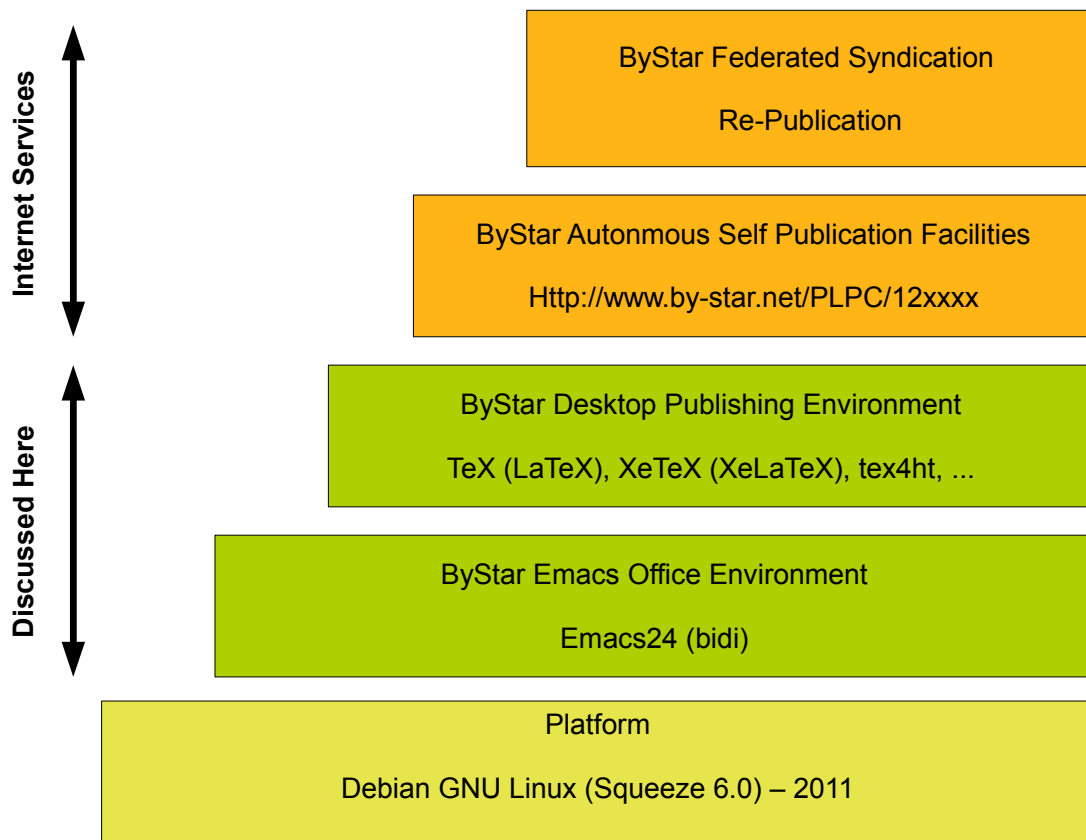 Internet Services
ByStar Federated Syndication
Re-Publication
ByStar Autonmous Self Publication Facilities
Http://www.by-star.net/PLPC/12xxxx
Discussed Here
ByStar Desktop Publishing Environment
TeX (LaTeX), XeTeX (XeLaTeX), tex4ht, ...
ByStar Emacs Office Environment
Emacs24 (bidi)
Platform
Debian GNU Linux (Squeeze 6.0) – 2011